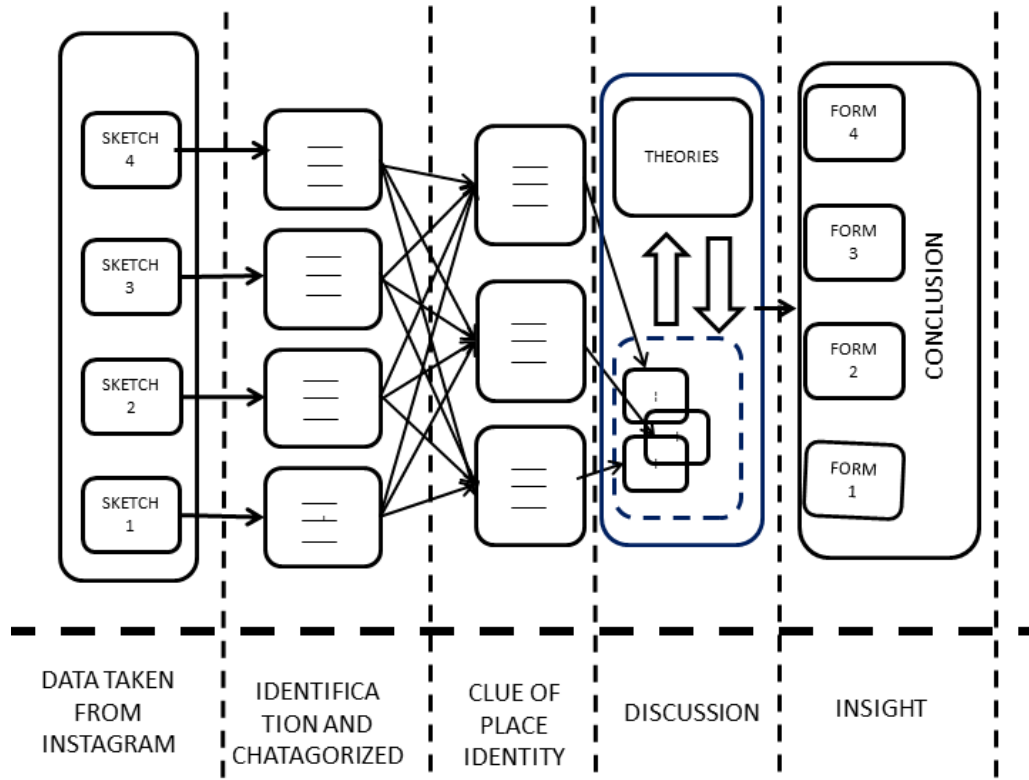 SKETCH
4
SKETCH
3
SKETCH
2
SKETCH
1
THEORIES
FORM
4
FORM
3
FORM
2
FORM
1
CONCLUSION
DATA TAKEN
FROM
INSTAGRAM
IDENTIFICA
TION AND
CHATAGORIZED
CLUE OF
PLACE
IDENTITY
DISCUSSION
INSIGHT